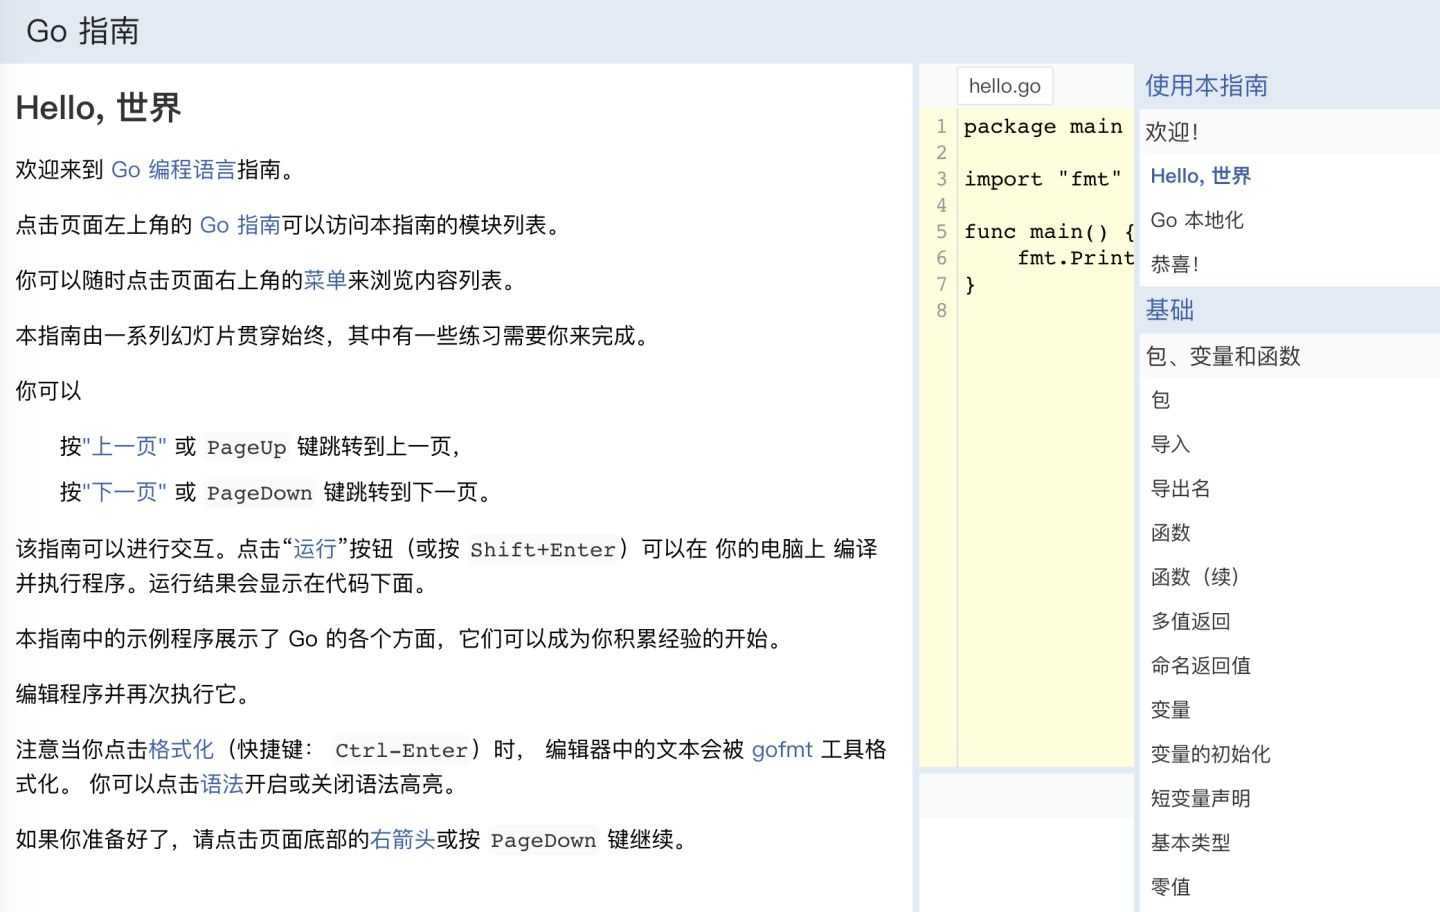 Go 指南
Hello, 世界
欢迎来到 Go 编程语言指南。
点击页面左上角的 Go 指南可以访问本指南的模块列表。
你可以随时点击页面右上角的菜单来浏览内容列表。
本指南由一系列幻灯片贯穿始终，其中有一些练习需要你来完成。
你可以
按"上一页" 或 PageUp 键跳转到上一页，
按"下一页" 或 PageDown 键跳转到下一页。
该指南可以进行交互。点击“运行”按钮（或按 Shift+Enter）可以在 你的电脑上 编译
并执行程序。运行结果会显示在代码下面。
本指南中的示例程序展示了 Go 的各个方面，它们可以成为你积累经验的开始。
编辑程序并再次执行它。
注意当你点击格式化（快捷键： Ctrl-Enter）时， 编辑器中的文本会被 gofmt 工具格
式化。 你可以点击语法开启或关闭语法高亮。
如果你准备好了，请点击页面底部的右箭头或按 PageDown 键继续。
hello.go
1 package main
2
3 import "fmt"
4
5 func main() {
6 fmt.Print
7 }
8
使用本指南
欢迎！
Hello, 世界
Go 本地化
恭喜！
基础
包、变量和函数
包
导入
导出名
函数
函数（续）
多值返回
命名返回值
变量
变量的初始化
短变量声明
基本类型
零值